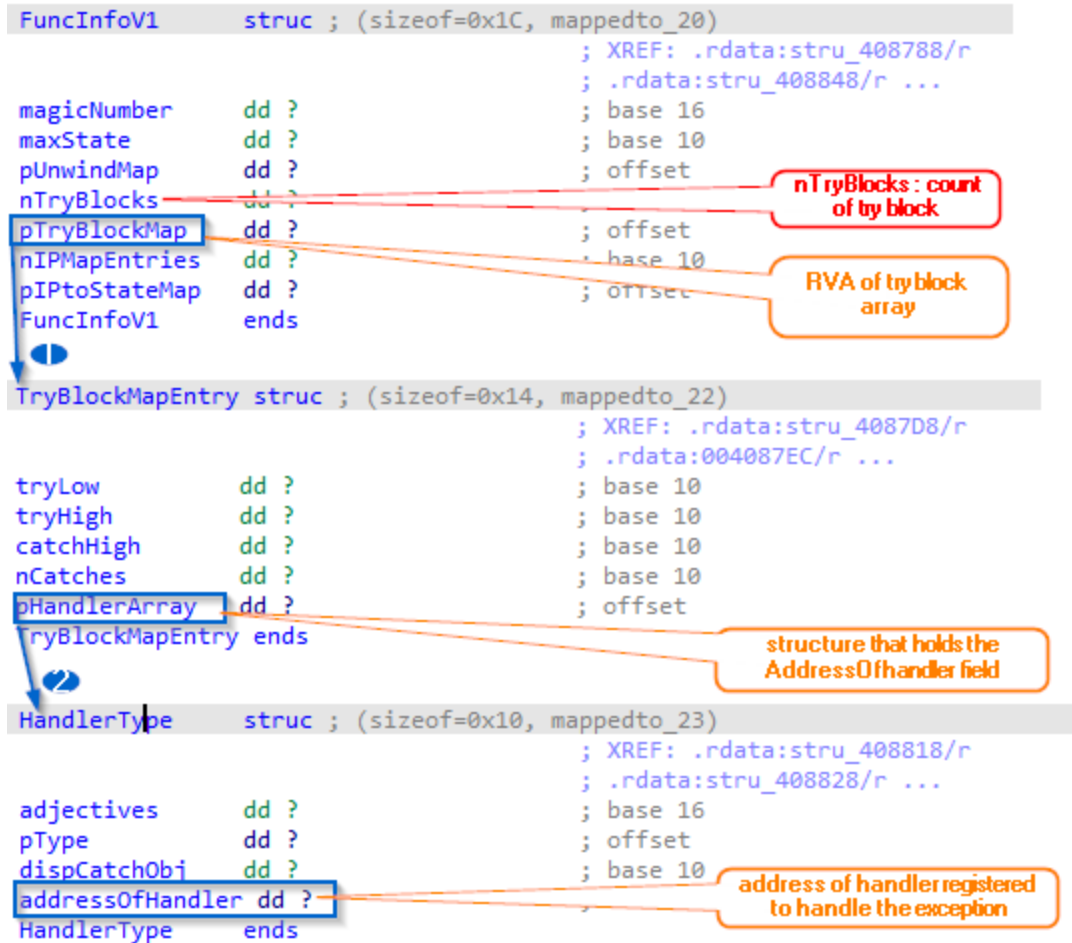 FuncInfoV1 struc ; (sizeof=0x1C, mappedto_20)
; XREF: .rdata:stru_408788/r
; .rdata:stru_408848/r ...
magicNumber dd ? ; base 16
maxState dd ? ; base 10
pUnwindMap dd ? ; offset
nTryBlocks dd ? ;
nTryBlocks : count
of try block
pTryBlockMap dd ? ; offset
nIPMapEntries dd ? ; base 10
pIPtoStateMap dd ? ; offset
RVA of try block
array
FuncInfoV1 ends
1
TryBlockMapEntry struc ; (sizeof=0x14, mappedto_22)
; XREF: .rdata:stru_4087D8/r
; .rdata:004087EC/r ...
tryLow dd ? ; base 10
tryHigh dd ? ; base 10
catchHigh dd ? ; base 10
nCatches dd ? ; base 10
pHandlerArray dd ? ; offset
TryBlockMapEntry ends
structure that holds the
AddressOfhandler field
2
HandlerType struc ; (sizeof=0x10, mappedto_23)
; XREF: .rdata:stru_408818/r
; .rdata:stru_408828/r ...
adjectives dd ? ; base 16
pType dd ? ; offset
dispCatchObj dd ? ; base 10
addressOfHandler dd ? ;
address of handler registered
to handle the exception
HandlerType ends